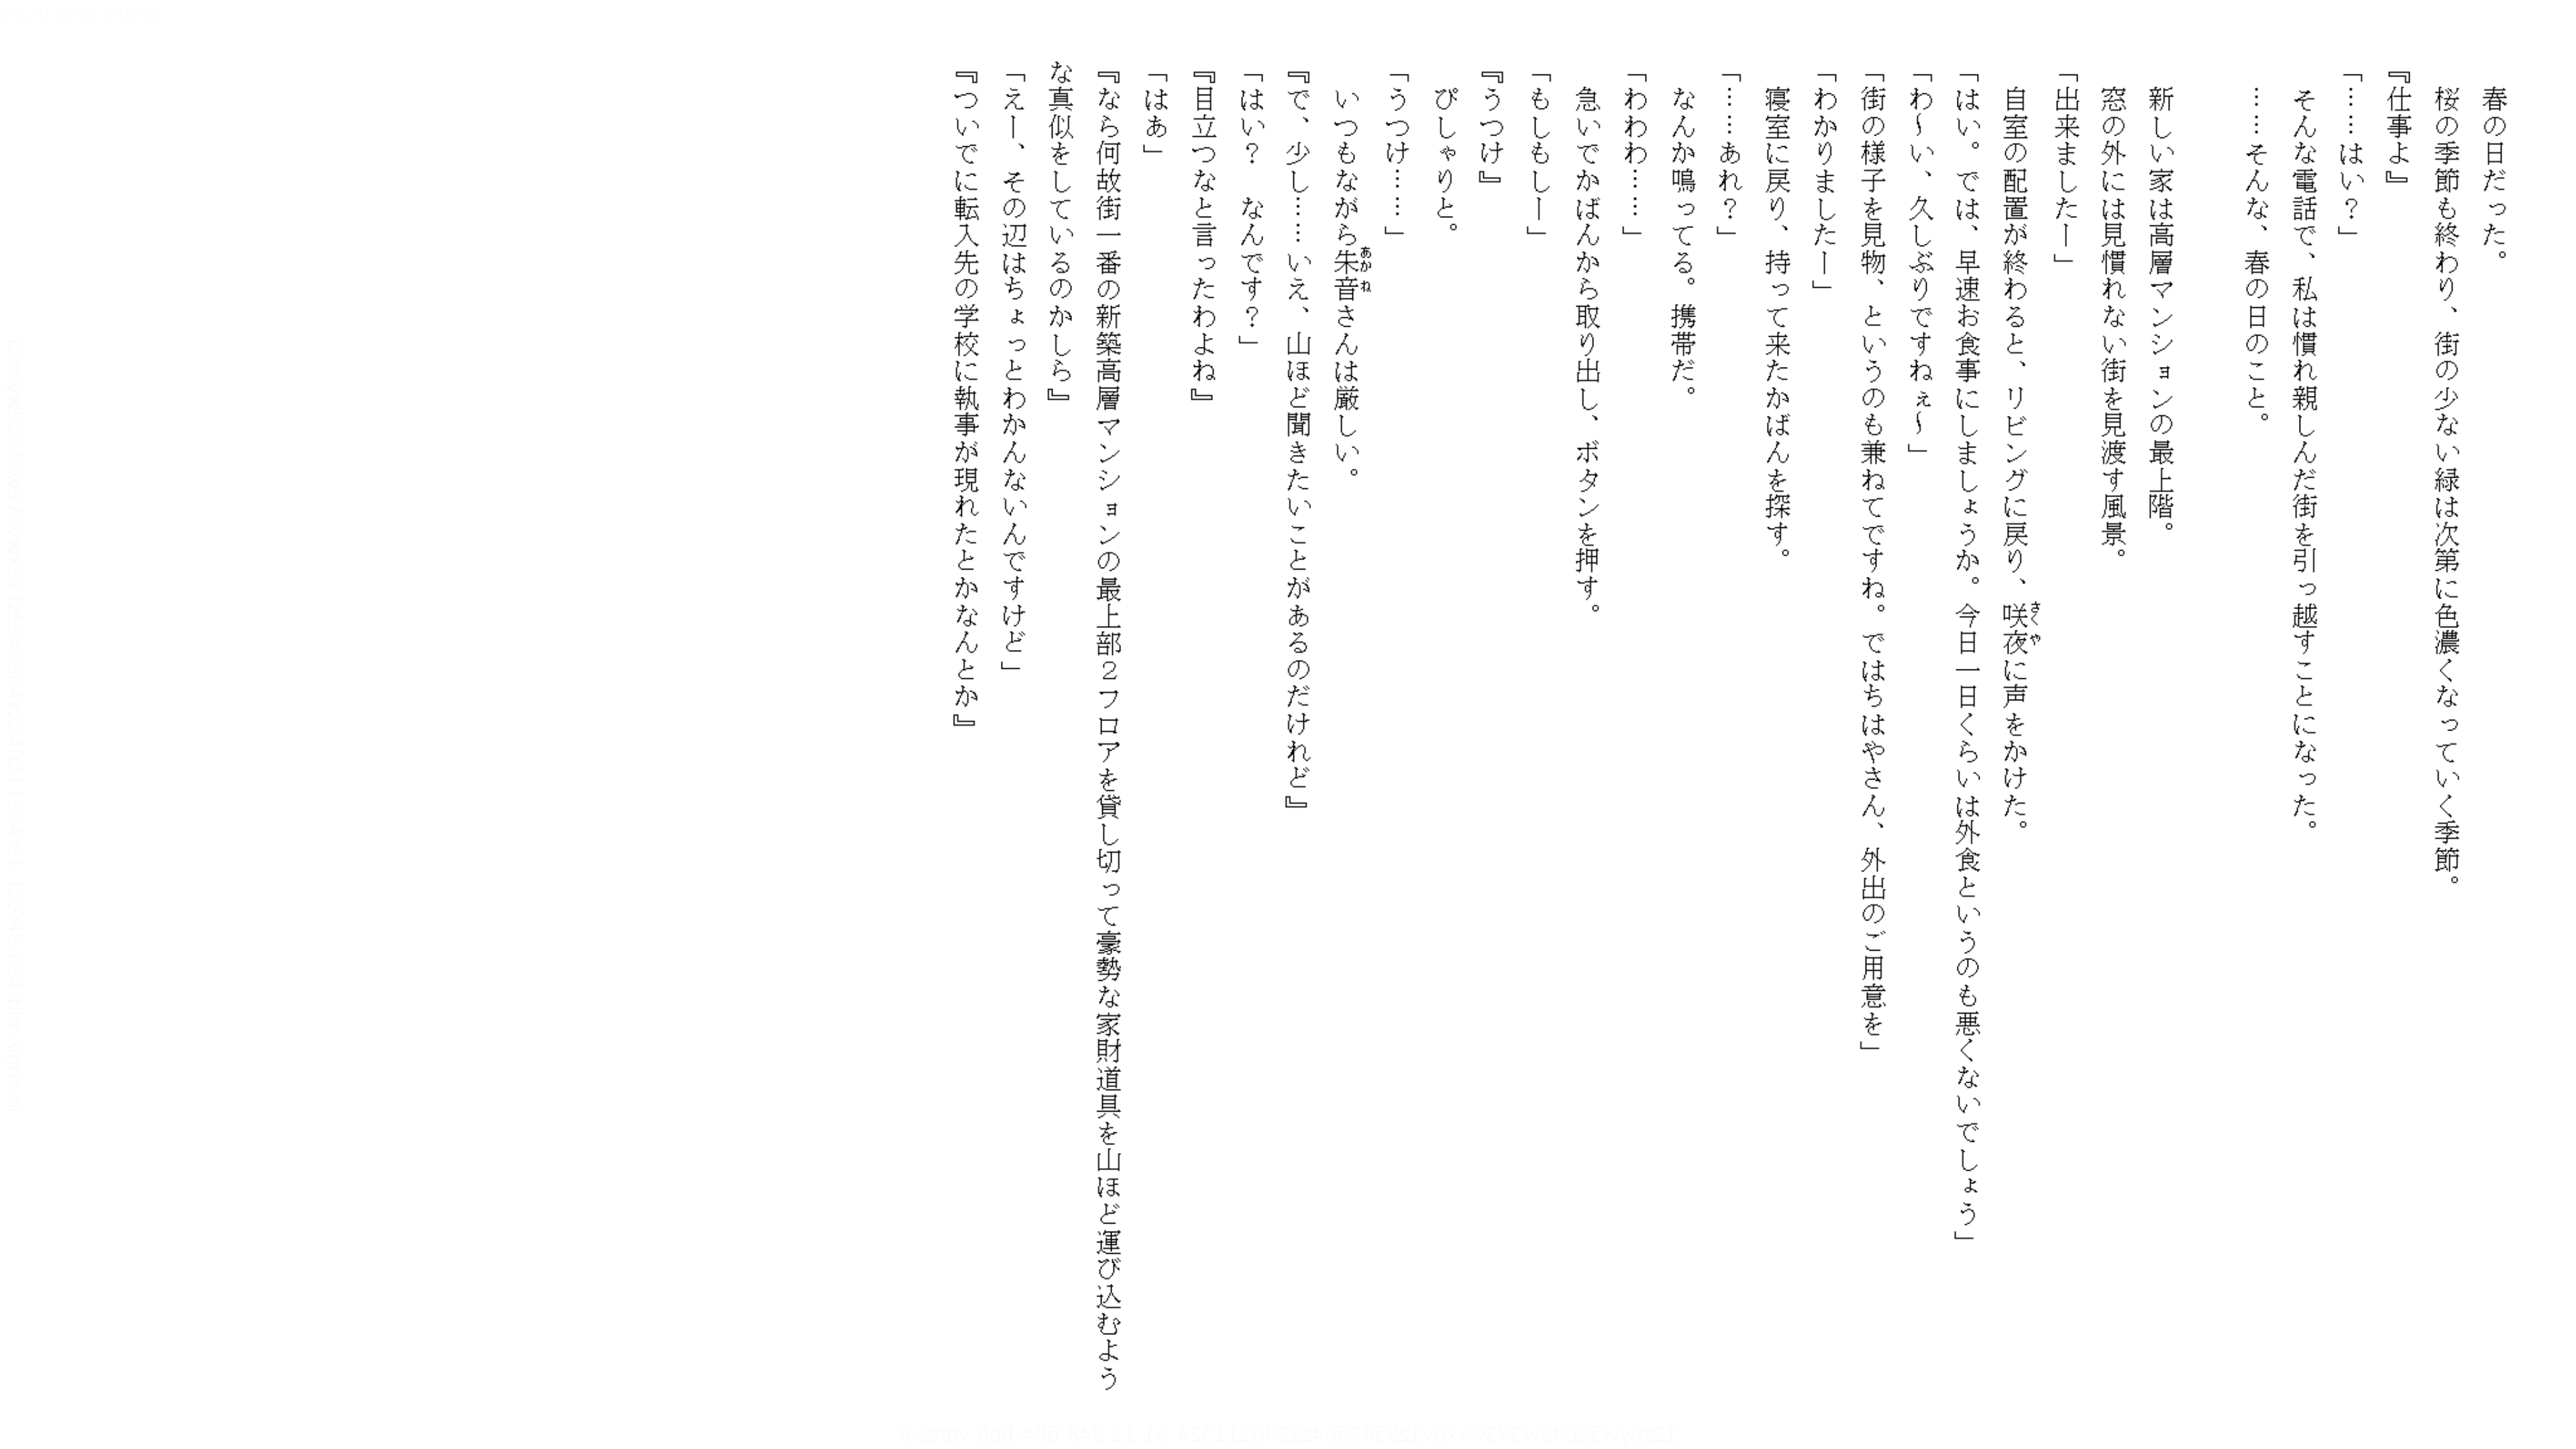 春の日だった。
桜の季節も終わり、街の少ない緑は次第に色濃くなっていく季節。
『仕事よ』
「……はい？」
そんな電話で、私は慣れ親しんだ街を引っ越すことになった。
……そんな、春の日のこと。
新しい家は高層マンションの最上階。
窓の外には見慣れない街を見渡す風景。
「出来ましたー」
自室の配置が終わると、リビングに戻り、咲夜に声をかけた。
「はい。では、早速お食事にしましょうか。今日一日くらいは外食というのも悪くないでしょう」
「わ～い、久しぶりですねぇ～」
「街の様子を見物、というのも兼ねてですね。ではちはやさん、外出のご用意を」
「わかりましたー」
寝室に戻り、持って来たかばんを探す。
「……あれ？」
なんか鳴ってる。携帯だ。
「わわわ……」
急いでかばんから取り出し、ボタンを押す。
「もしもしー」
『うつけ』
ぴしゃりと。
「うつけ……」
いつもながら朱音さんは厳しい。
『で、少し……いえ、山ほど聞きたいことがあるのだけれど』
「はい？　なんです？」
『目立つなと言ったわよね』
「はあ」
『なら何故街一番の新築高層マンションの最上部２フロアを貸し切って豪勢な家財道具を山ほど運び込むよう
な真似をしているのかしら』
「えー、その辺はちょっとわかんないんですけど」
『ついでに転入先の学校に執事が現れたとかなんとか』